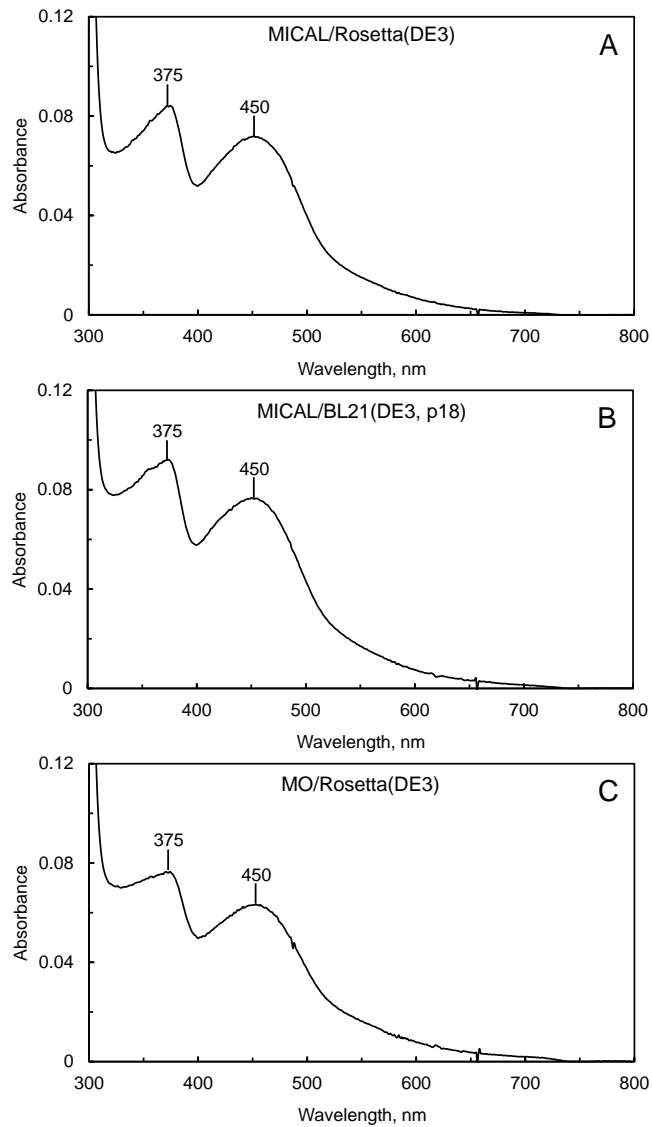 0.12
MICAL/Rosetta(DE3)
A
375
450
0.08
0.04
0
Absorbance
300 400 500 600 700 800
Wavelength, nm
0.12
MICAL/BL21(DE3, p18)
B
375
450
0.08
0.04
0
Absorbance
300 400 500 600 700 800
Wavelength, nm
0.12
MO/Rosetta(DE3)
C
375
450
0.08
0.04
0
Absorbance
300 400 500 600 700 800
Wavelength, nm